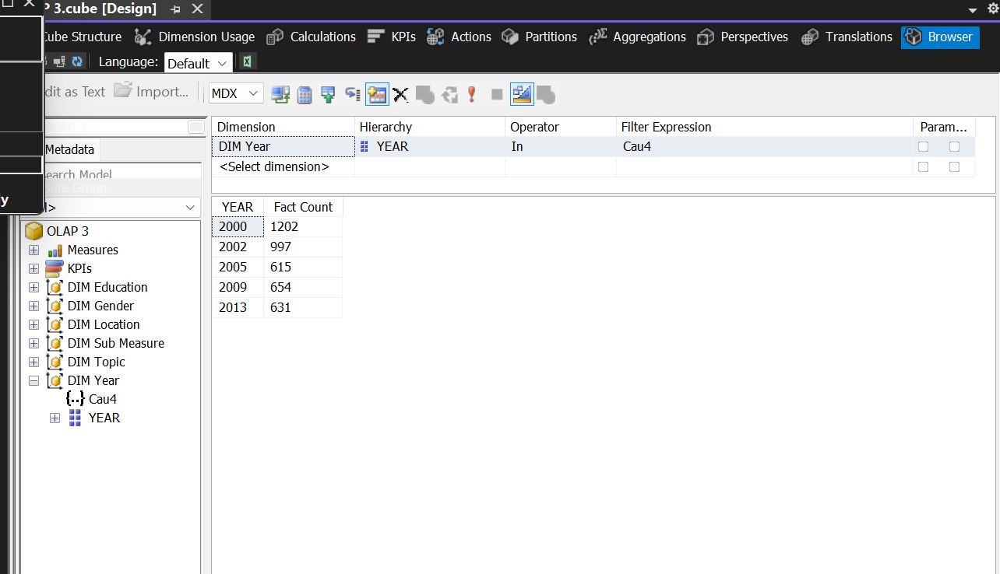 3.cube [Design]
Cube Structure Dimension Usage Calculations KPIs Actions Partitions Aggregations Perspectives Translations Browser
Language: Default
dit as Text Import...
MDX
Metadata
earch Model
sure Group:
Dimension Hierarchy Operator Filter Expression Param...
DIM Year YEAR In Cau4
<Select dimension>
YEAR Fact Count
2000 1202
2002 997
2005 615
2009 654
2013 631
OLAP 3
Measures
KPIs
DIM Education
DIM Gender
DIM Location
DIM Sub Measure
DIM Topic
DIM Year
{..} Cau4
YEAR